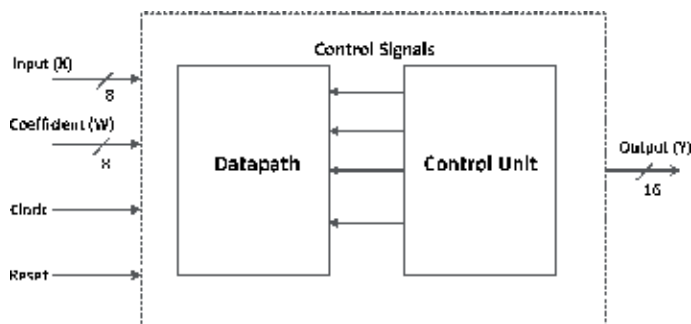 Control Signals
Input (X)
8
Coefficient (W)
8
Datapath
Control Unit
Output (Y)
16
Clock
Reset